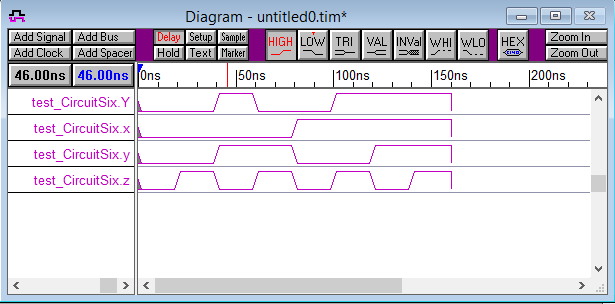 Diagram - untitled0.tim*
Add Signal Add Bus Delay Setup Sample HIGH LOW TRI VAL INVal WHI WLO HEX Zoom In
Add Clock Add Spacer Hold Text Marker Zoom Out
46.00ns 46.00ns 0ns 50ns 100ns 150ns 200ns
test_CircuitSix.Y
test_CircuitSix.x
test_CircuitSix.y
test_CircuitSix.z